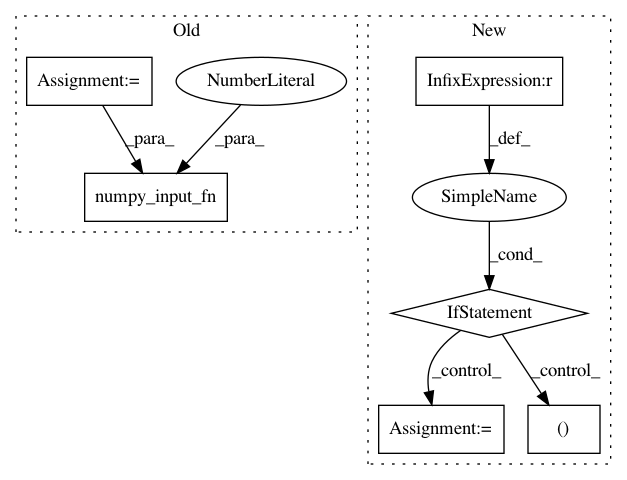 Old
New
Assignment:=
NumberLiteral
InfixExpression:r
_para_
_para_
_def_
numpy_input_fn
SimpleName
_cond_
IfStatement
_control_
_control_
Assignment:=
()